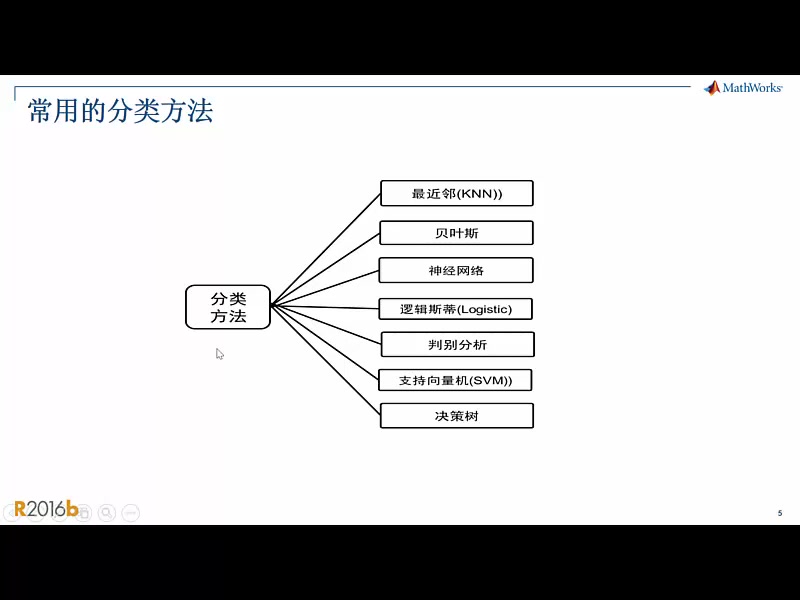 常用的分类方法
MathWorks
最近邻(KNN))
贝叶斯
神经网络
分类
方法
逻辑斯蒂(Logistic)
判别分析
支持向量机(SVM))
决策树
R2016b
5